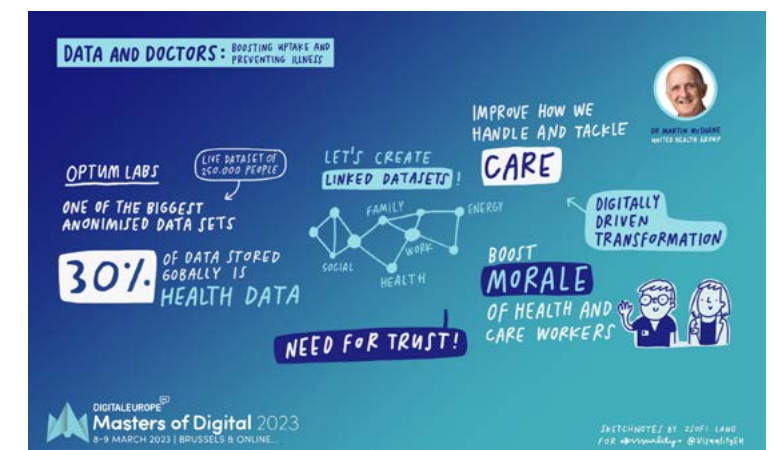 DATA AND DOCTORS: BOOSTING UPTAKE AND
PREVENTING ILLNESS
OPTUM LABS
LIVE DATASET OF
250.000 PEOPLE
ONE OF THE BIGGEST
ANONIMISED DATA SETS
30% OF DATA STORED
GOBALLY IS
HEALTH DATA
LET'S CREATE
LINKED DATASETS!
FAMILY
ENERGY
SOCIAL
WORK
HEALTH
NEED FOR TRUST!
IMPROVE HOW WE
HANDLE AND TACKLE
CARE
DR MARTIN McSHANE
UNITED HEALTH GROUP
DIGITALLY
DRIVEN
TRANSFORMATION
BOOST
MORALE
OF HEALTH AND
CARE WORKERS
DIGITALEUROPE
Masters of Digital 2023
8-9 MARCH 2023 | BRUSSELS & ONLINE...
SKETCHNOTES BY ZSOFI LANG
FOR visuality @VisualityEU